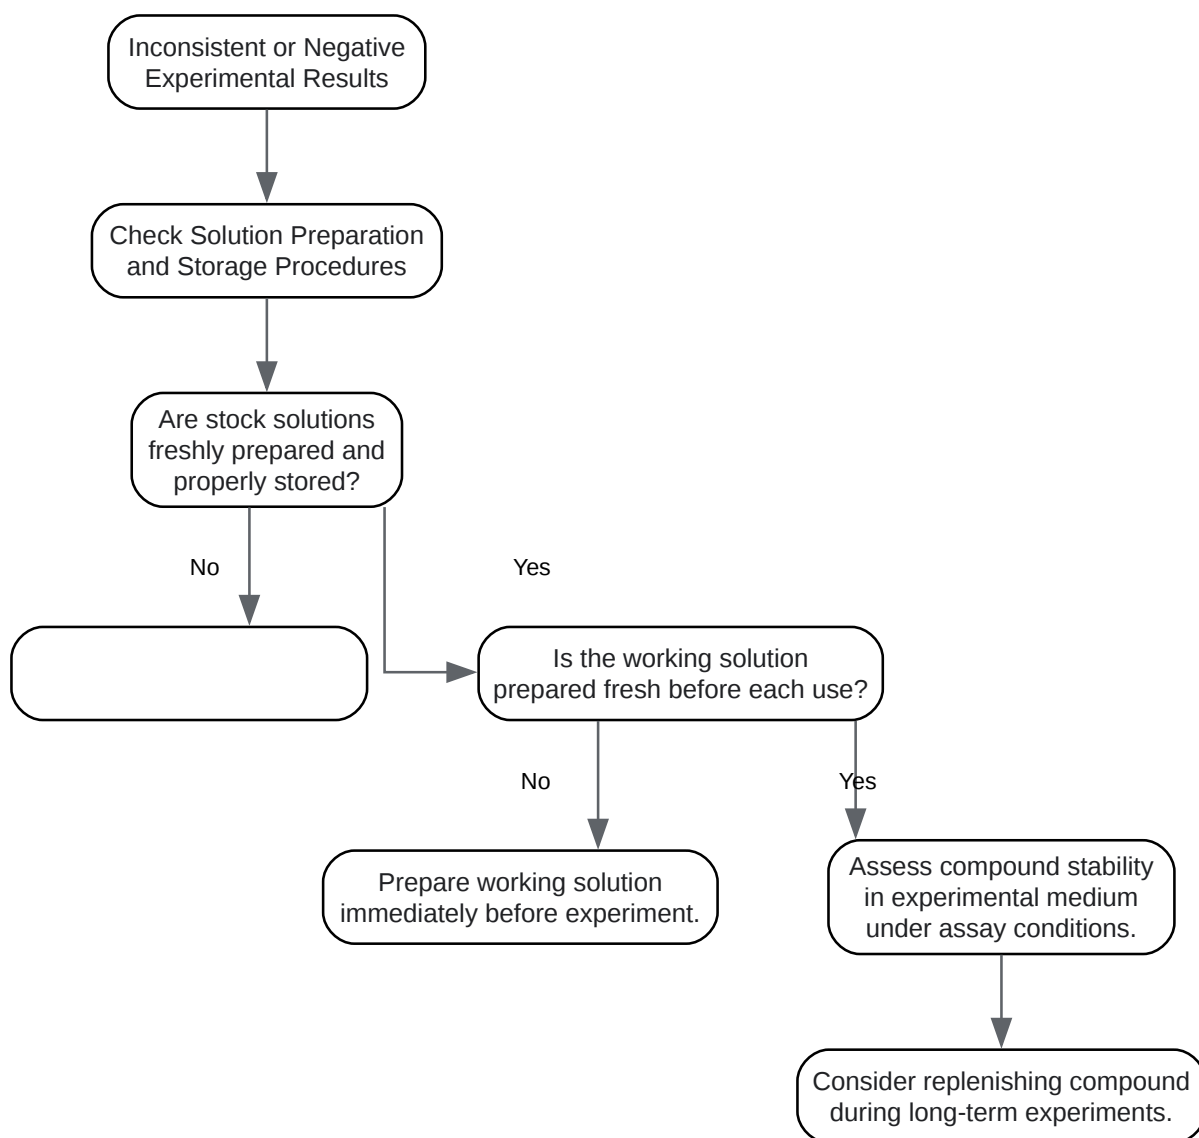 Inconsistent or Negative
Experimental Results
Check Solution Preparation
and Storage Procedures
Are stock solutions
freshly prepared and
properly stored?
No
Yes
Is the working solution
prepared fresh before each use?
No
Yes
Prepare working solution
immediately before experiment.
Assess compound stability
in experimental medium
under assay conditions.
Consider replenishing compound
during long-term experiments.